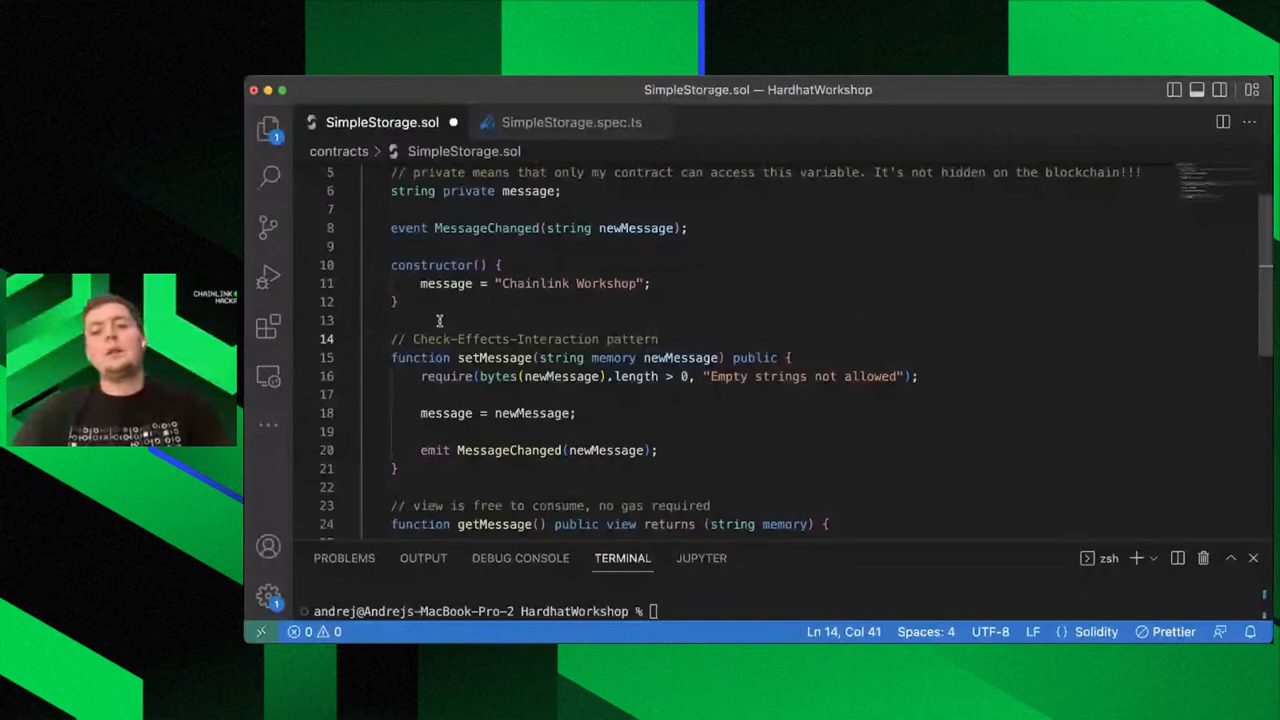 SimpleStorage.sol — HardhatWorkshop
SimpleStorage.sol
SimpleStorage.spec.ts
contracts > SimpleStorage.sol
5 // private means that only my contract can access this variable. It's not hidden on the blockchain!!!
6 string private message;
7
8 event MessageChanged(string newMessage);
9
10 constructor() {
11 message = "Chainlink Workshop";
12 }
13
14 // Check-Effects-Interaction pattern
15 function setMessage(string memory newMessage) public {
16 require(bytes(newMessage).length > 0, "Empty strings not allowed");
17
18 message = newMessage;
19
20 emit MessageChanged(newMessage);
21 }
22
23 // view is free to consume, no gas required
24 function getMessage() public view returns (string memory) {
1
CHAINLINK
HACKA
PROBLEMS OUTPUT DEBUG CONSOLE TERMINAL JUPYTER
zsh
andrej@Andrejs-MacBook-Pro-2 HardhatWorkshop %
1
0 0
Ln 14, Col 41 Spaces: 4 UTF-8 LF {} Solidity Prettier